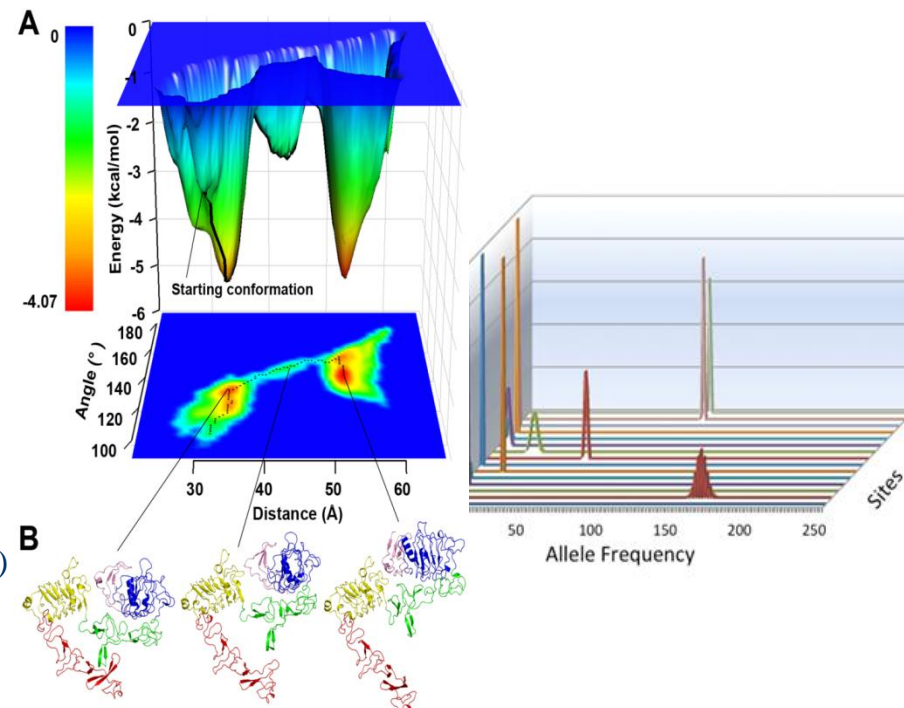 A
0
-4.07
Energy (kcal/mol)
0
-1
-2
-3
-4
-5
-6
Starting conformation
Angle (°)
180
160
140
120
100
30 40 50 60
Distance (Å)
B
)
50 100 150 200 250
Allele Frequency
Sites